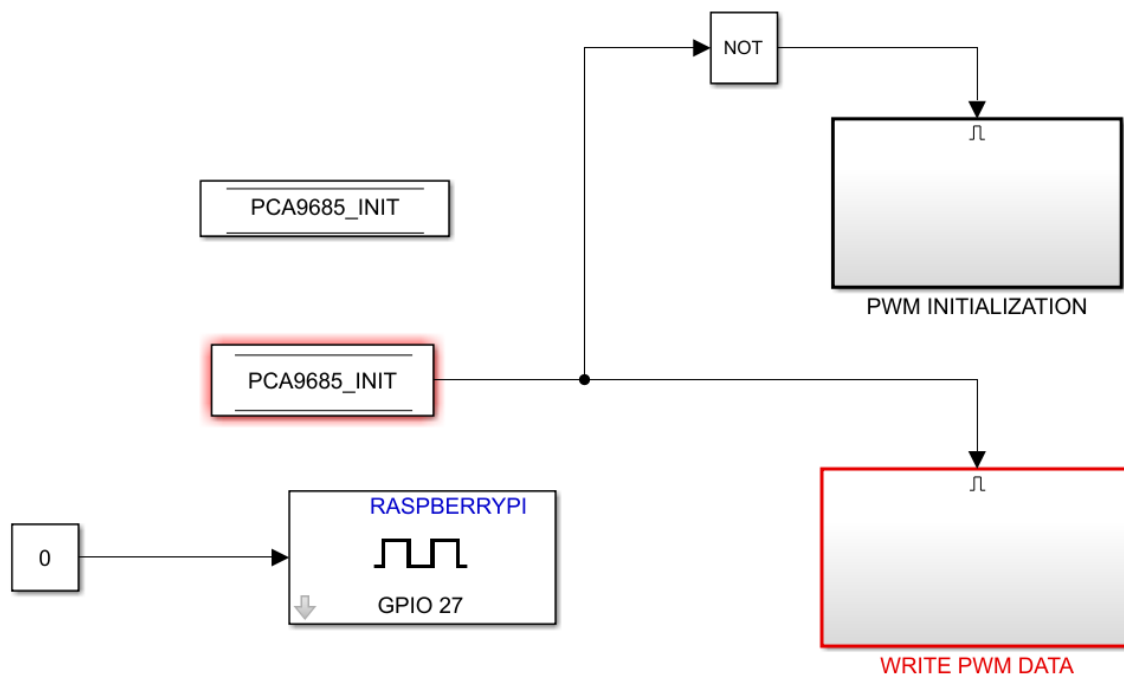 NOT
PWM INITIALIZATION
PCA9685_INIT
PCA9685_INIT
0
RASPBERRYPI
GPIO 27
WRITE PWM DATA